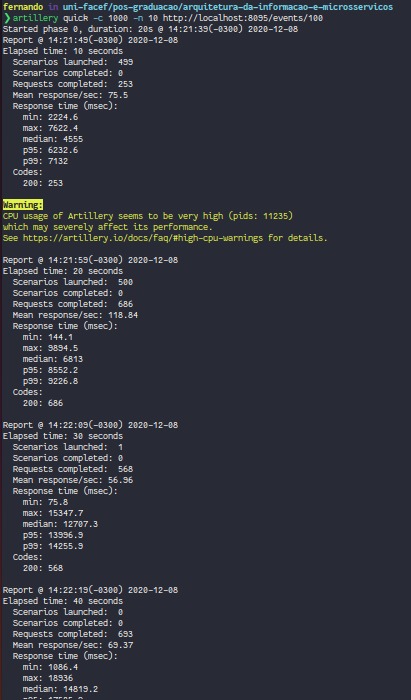 fernando in uni-facef/pos-graduacao/arquitetura-da-informacao-e-microsservicos
❯ artillery quick -c 1000 -n 10 http://localhost:8095/events/100
Started phase 0, duration: 20s @ 14:21:39(-0300) 2020-12-08
Report @ 14:21:49(-0300) 2020-12-08
Elapsed time: 10 seconds
Scenarios launched: 499
Scenarios completed: 0
Requests completed: 253
Mean response/sec: 75.5
Response time (msec):
min: 2224.6
max: 7622.4
median: 4555
p95: 6232.6
p99: 7132
Codes:
200: 253
Warning:
CPU usage of Artillery seems to be very high (pids: 11235)
which may severely affect its performance.
See https://artillery.io/docs/faq/#high-cpu-warnings for details.
Report @ 14:21:59(-0300) 2020-12-08
Elapsed time: 20 seconds
Scenarios launched: 500
Scenarios completed: 0
Requests completed: 686
Mean response/sec: 118.84
Response time (msec):
min: 144.1
max: 9894.5
median: 6813
p95: 8552.2
p99: 9226.8
Codes:
200: 686
Report @ 14:22:09(-0300) 2020-12-08
Elapsed time: 30 seconds
Scenarios launched: 1
Scenarios completed: 0
Requests completed: 568
Mean response/sec: 56.96
Response time (msec):
min: 75.8
max: 15347.7
median: 12707.3
p95: 13996.9
p99: 14255.9
Codes:
200: 568
Report @ 14:22:19(-0300) 2020-12-08
Elapsed time: 40 seconds
Scenarios launched: 0
Scenarios completed: 0
Requests completed: 693
Mean response/sec: 69.37
Response time (msec):
min: 1086.4
max: 18936
median: 14819.2